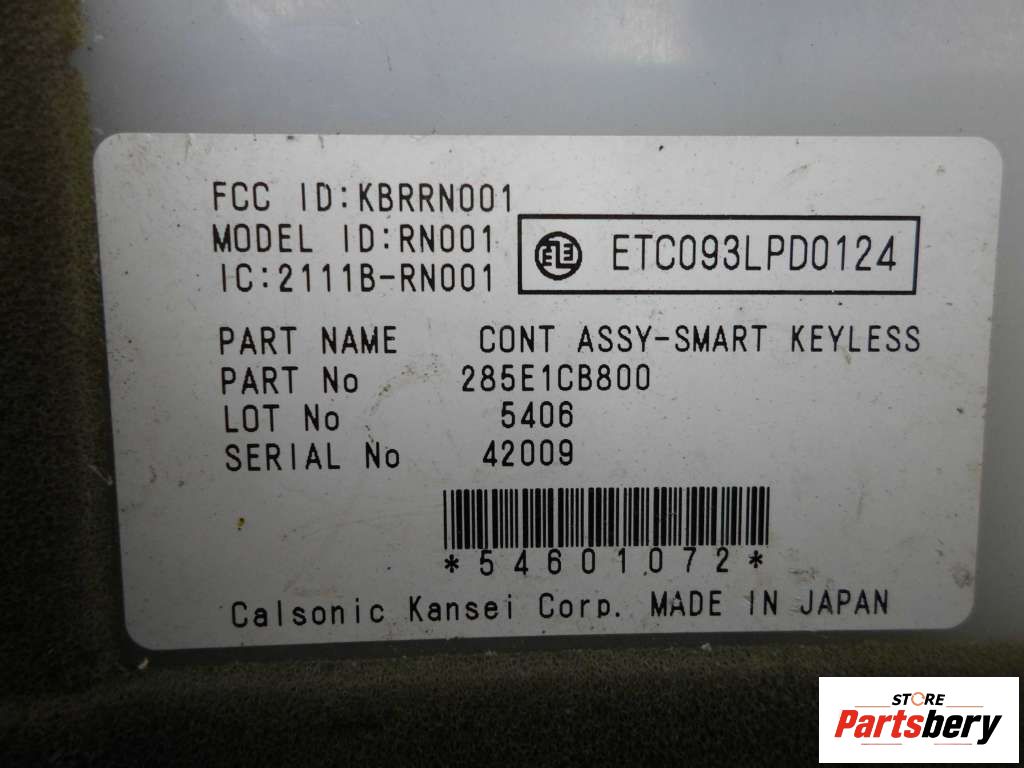 FCC ID:KBRRN001
MODEL ID:RN001
IC:2111B-RN001
ETC093LPD0124
PART NAME CONT ASSY-SMART KEYLESS
PART No 285E1CB800
LOT No 5406
SERIAL No 42009
*54601072*
Calsonic Kansei Corp. MADE IN JAPAN
STORE
Partsbery